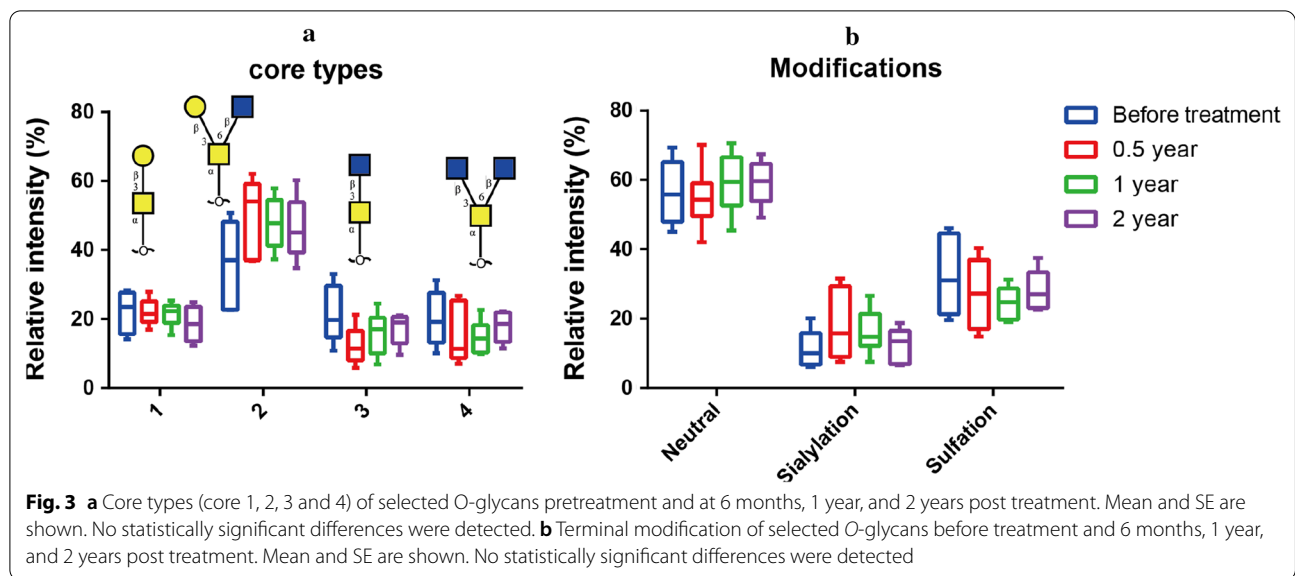 a
core types
Relative intensity (%)
80
60
40
20
0
β
3
α
O
β
3
6
β
α
O
β
3
α
O
β
3
6
β
α
O
1
2
3
4
b
Modifications
Relative intensity (%)
80
60
40
20
0
Neutral
Sialylation
Sulfation
Before treatment
0.5 year
1 year
2 year
Fig. 3 a Core types (core 1, 2, 3 and 4) of selected O-glycans pretreatment and at 6 months, 1 year, and 2 years post treatment. Mean and SE are
shown. No statistically significant differences were detected. b Terminal modification of selected O-glycans before treatment and 6 months, 1 year,
and 2 years post treatment. Mean and SE are shown. No statistically significant differences were detected